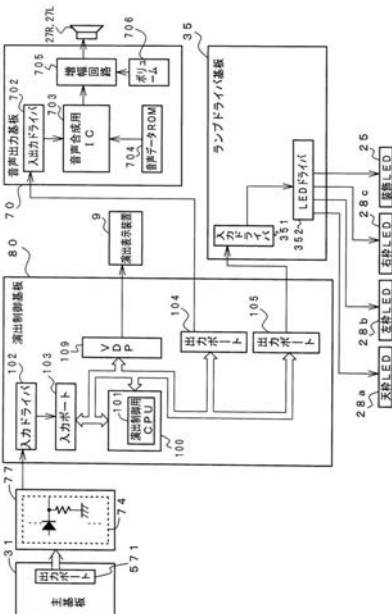 31
主基板
出力ポート
571
77
74
80
演出制御基板
102
入力ドライバ
103
入力ポート
演出制御用
CPU
101
100
109
VDP
9
演出表示装置
104
出力ポート
105
出力ポート
70
音声出力基板
702
入出力ドライバ
703
音声合成用
IC
704
音声データROM
705
増幅回路
706
ボリューム
27R,27L
35
ランプドライバ基板
入力ドライバ
351
LEDドライバ
352
25
装飾LED
28c
右枠LED
28b
左枠LED
28a
天枠LED